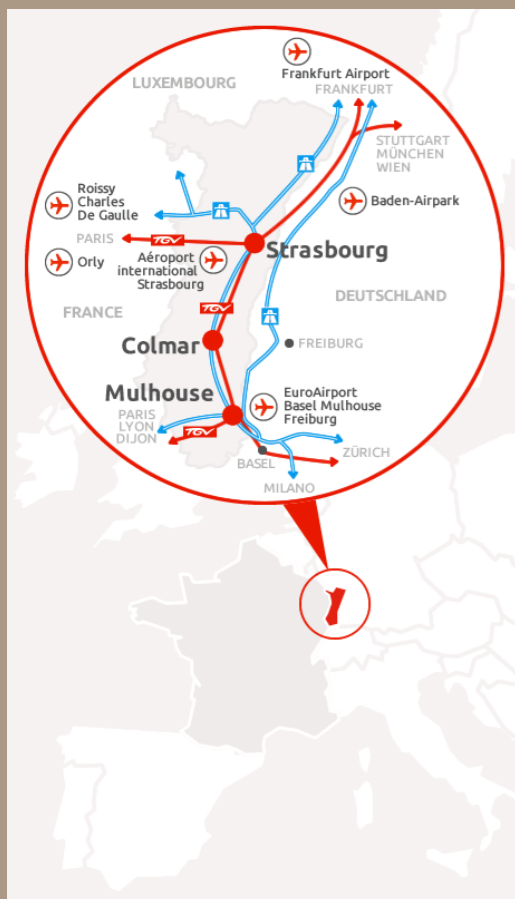 Frankfurt Airport
FRANKFURT
LUXEMBOURG
STUTTGART
MÜNCHEN
WIEN
Roissy
Charles
De Gaulle
Baden-Airpark
PARIS
TGV
Strasbourg
Orly
Aéroport
international
Strasbourg
DEUTSCHLAND
FRANCE
TGV
Colmar
FREIBURG
Mulhouse
EuroAirport
Basel Mulhouse
Freiburg
PARIS
LYON
DIJON
TGV
BASEL
ZÜRICH
MILANO